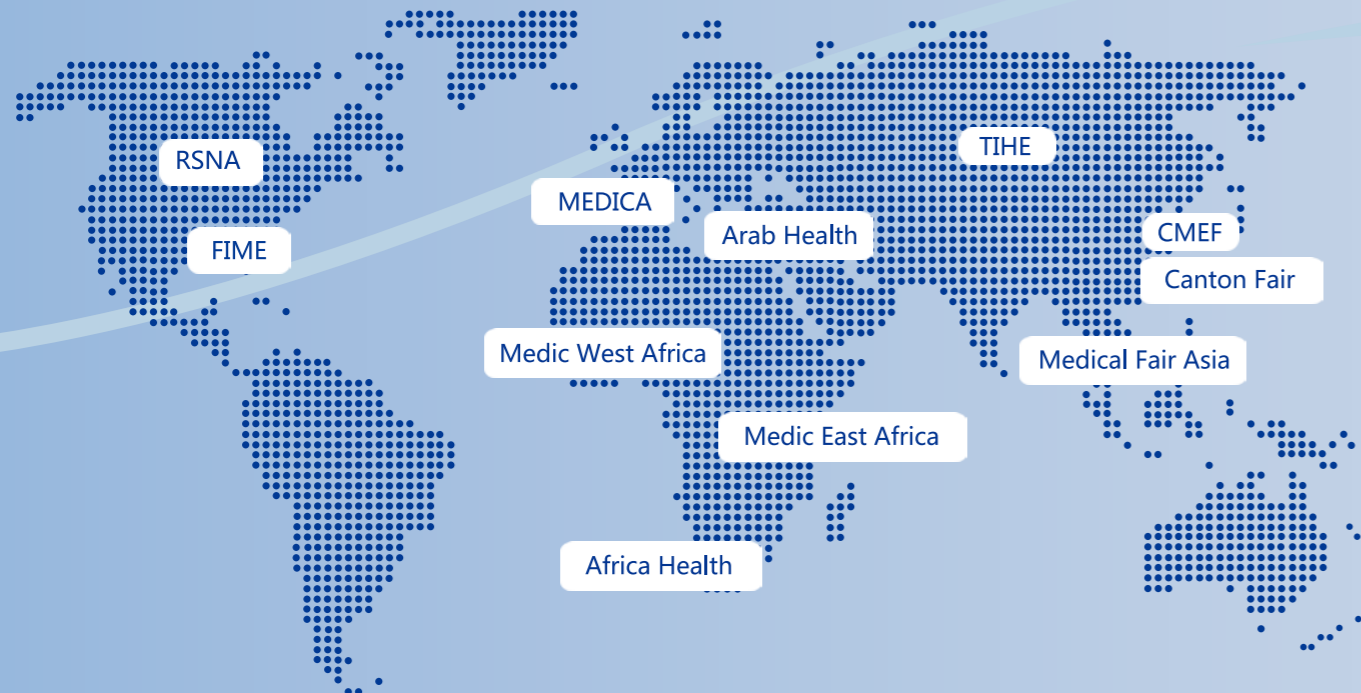 RSNA
TIHE
MEDICA
Arab Health
CMEF
FIME
Canton Fair
Medic West Africa
Medical Fair Asia
Medic East Africa
Africa Health